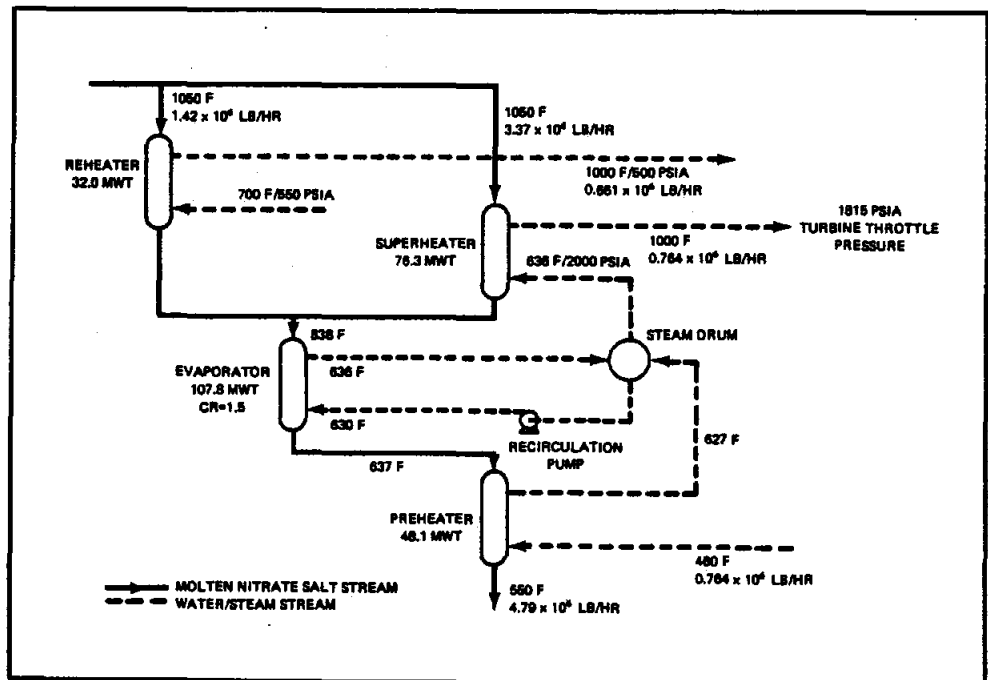 1050 F
1.42 x 10⁶ LB/HR
1050 F
3.37 x 10⁶ LB/HR
REHEATER
32.0 MWT
1000 F/500 PSIA
0.661 x 10⁶ LB/HR
700 F/550 PSIA
1815 PSIA
TURBINE THROTTLE
PRESSURE
SUPERHEATER
76.3 MWT
1000 F
0.764 x 10⁶ LB/HR
636 F/2000 PSIA
STEAM DRUM
838 F
EVAPORATOR
107.8 MWT
CR=1.5
636 F
630 F
RECIRCULATION
PUMP
627 F
637 F
PREHEATER
48.1 MWT
460 F
0.764 x 10⁶ LB/HR
550 F
4.79 x 10⁶ LB/HR
MOLTEN NITRATE SALT STREAM
WATER/STEAM STREAM